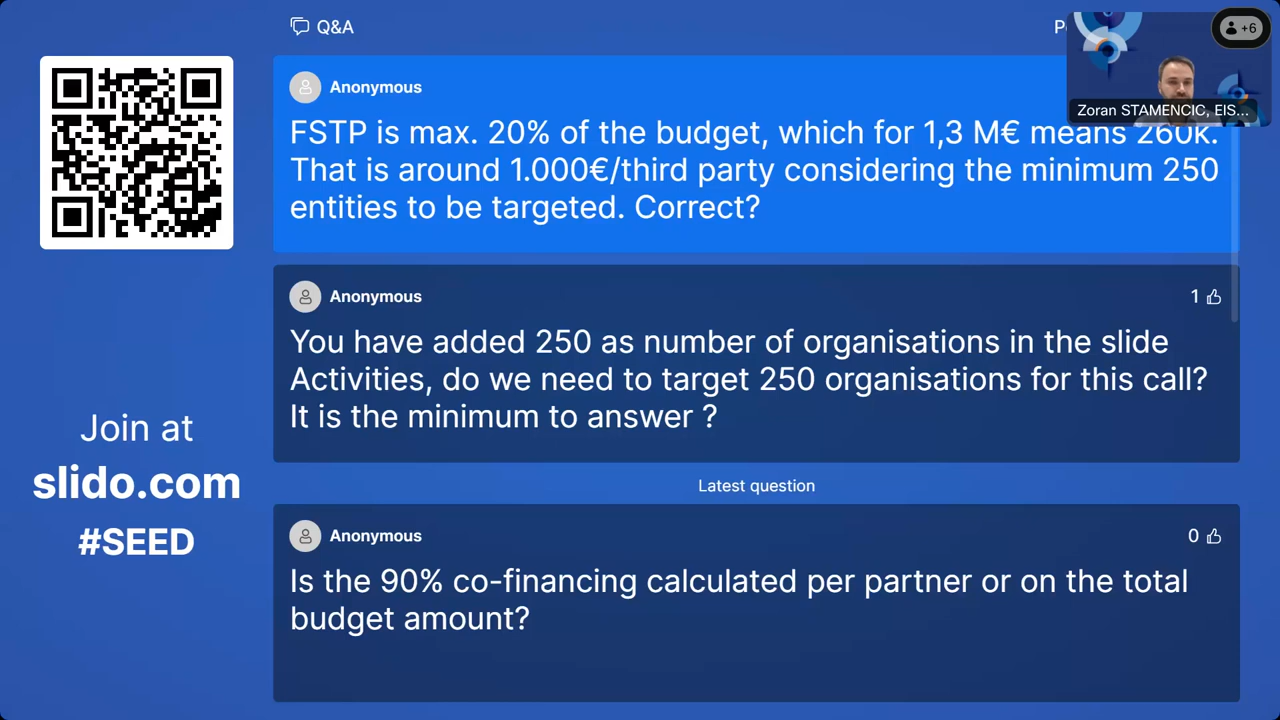 Q&A
P
+6
Zoran STAMENCIC, EIS...
Anonymous
FSTP is max. 20% of the budget, which for 1,3 M€ means 260k.
That is around 1.000€/third party considering the minimum 250
entities to be targeted. Correct?
Anonymous
1
You have added 250 as number of organisations in the slide
Activities, do we need to target 250 organisations for this call?
It is the minimum to answer ?
Join at
slido.com
#SEED
Latest question
Anonymous
0
Is the 90% co-financing calculated per partner or on the total
budget amount?